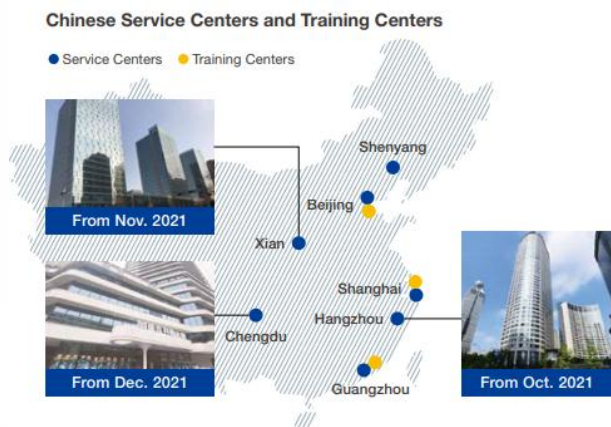 Chinese Service Centers and Training Centers
Service Centers Training Centers
Shenyang
Beijing
From Nov. 2021
Xian
Shanghai
Hangzhou
Chengdu
From Dec. 2021
Guangzhou
From Oct. 2021